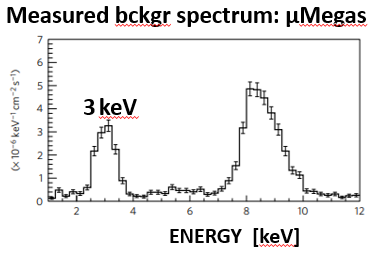 Measured bckgr spectrum: µMegas
7
6
5
4
3
2
1
0
(x 10⁻⁶ keV⁻¹ cm⁻² s⁻¹)
3 keV
2 4 6 8 10 12
ENERGY [keV]